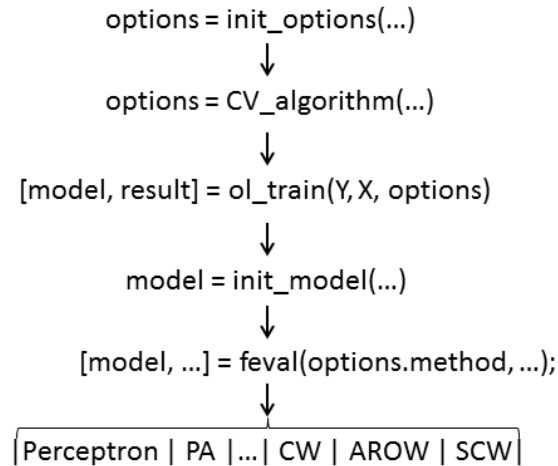 options = init_options(…)
options = CV_algorithm(…)
[model, result] = ol_train(Y, X, options)
model = init_model(…)
[model, …] = feval(options.method, …);
|Perceptron | PA |…| CW | AROW | SCW|